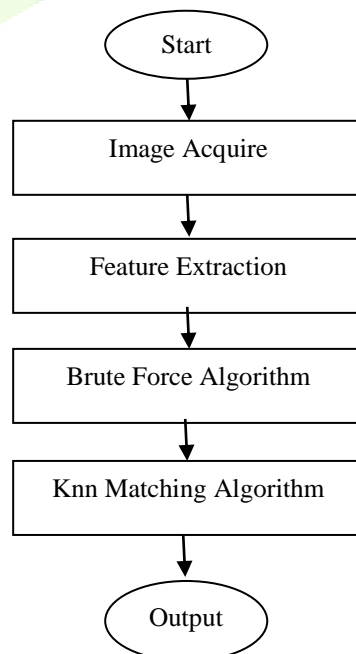 Start
Image Acquire
Feature Extraction
Brute Force Algorithm
Knn Matching Algorithm
Output